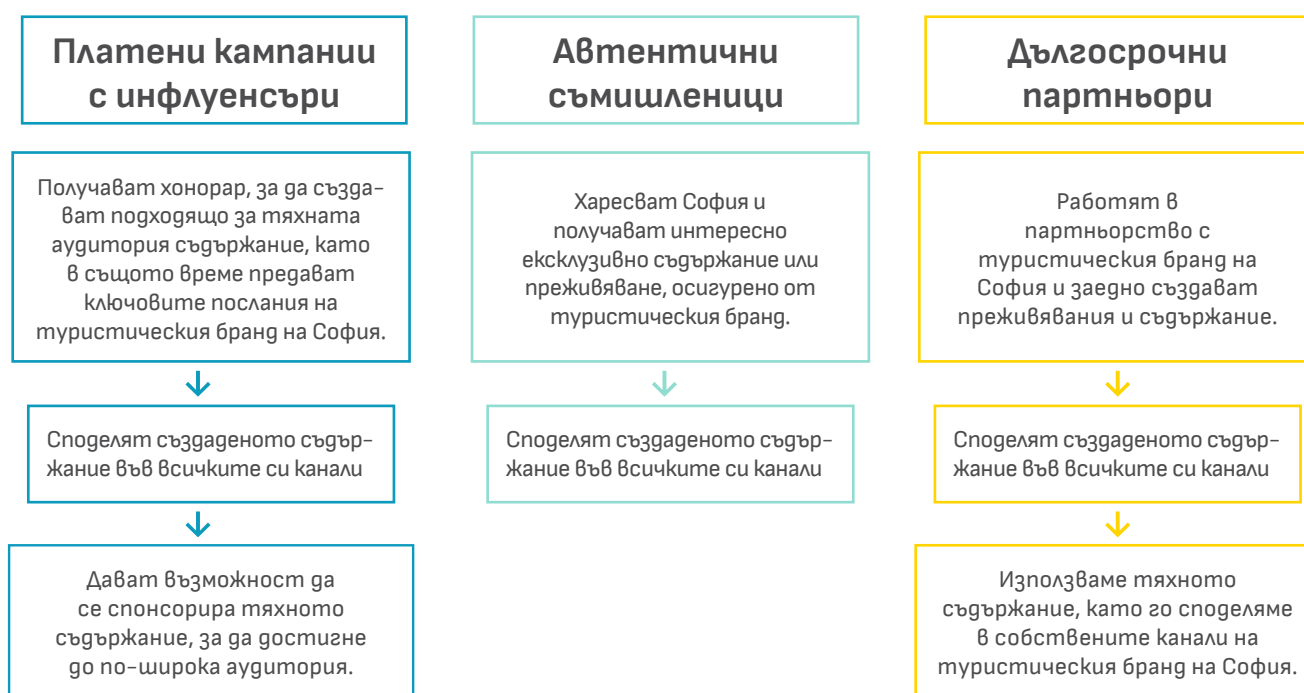 Платени кампании
с инфлуенсъри
Получават хонорар, за да създа-
ват подходящо за тяхната
аудитория съдържание, като
в същото време предават
ключовите послания на
туристическия бранд на София.
Споделят създаденото съдър-
жание във всичките си канали
Дават възможност да
се спонсорира тяхното
съдържание, за да достигне
до по-широка аудитория.
Автентични
съмишленици
Харесват София и
получават интересно
ексклузивно съдържание или
преживяване, осигурено от
туристическия бранд.
Споделят създаденото съдър-
жание във всичките си канали
Дългосрочни
партньори
Работят в
партньорство с
туристическия бранд на
София и заедно създават
преживявания и съдържание.
Споделят създаденото съдър-
жание във всичките си канали
Използваме тяхното
съдържание, като го споделяме
в собствените канали на
туристическия бранд на София.